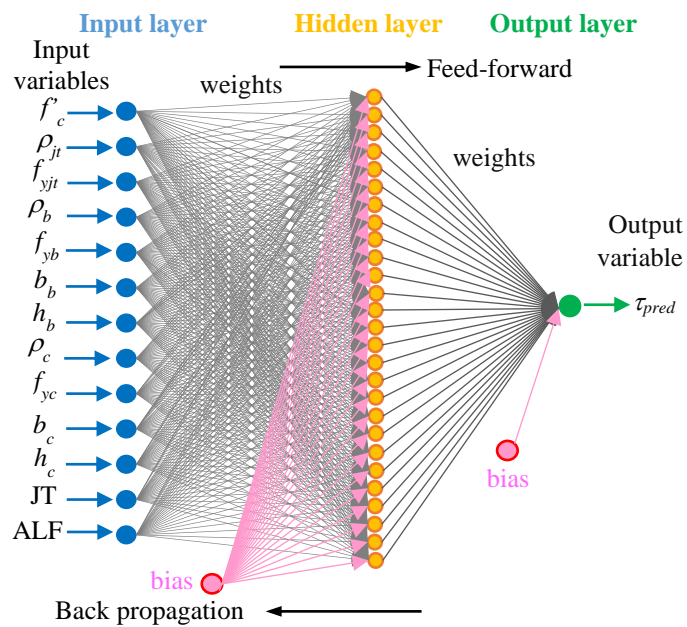 Input layer
Hidden layer
Output layer
Input
variables
weights
Feed-forward
f'c
ρjt
fyjt
ρb
fyb
bb
hb
ρc
fyc
bc
hc
JT
ALF
weights
Output
variable
τpred
bias
bias
Back propagation